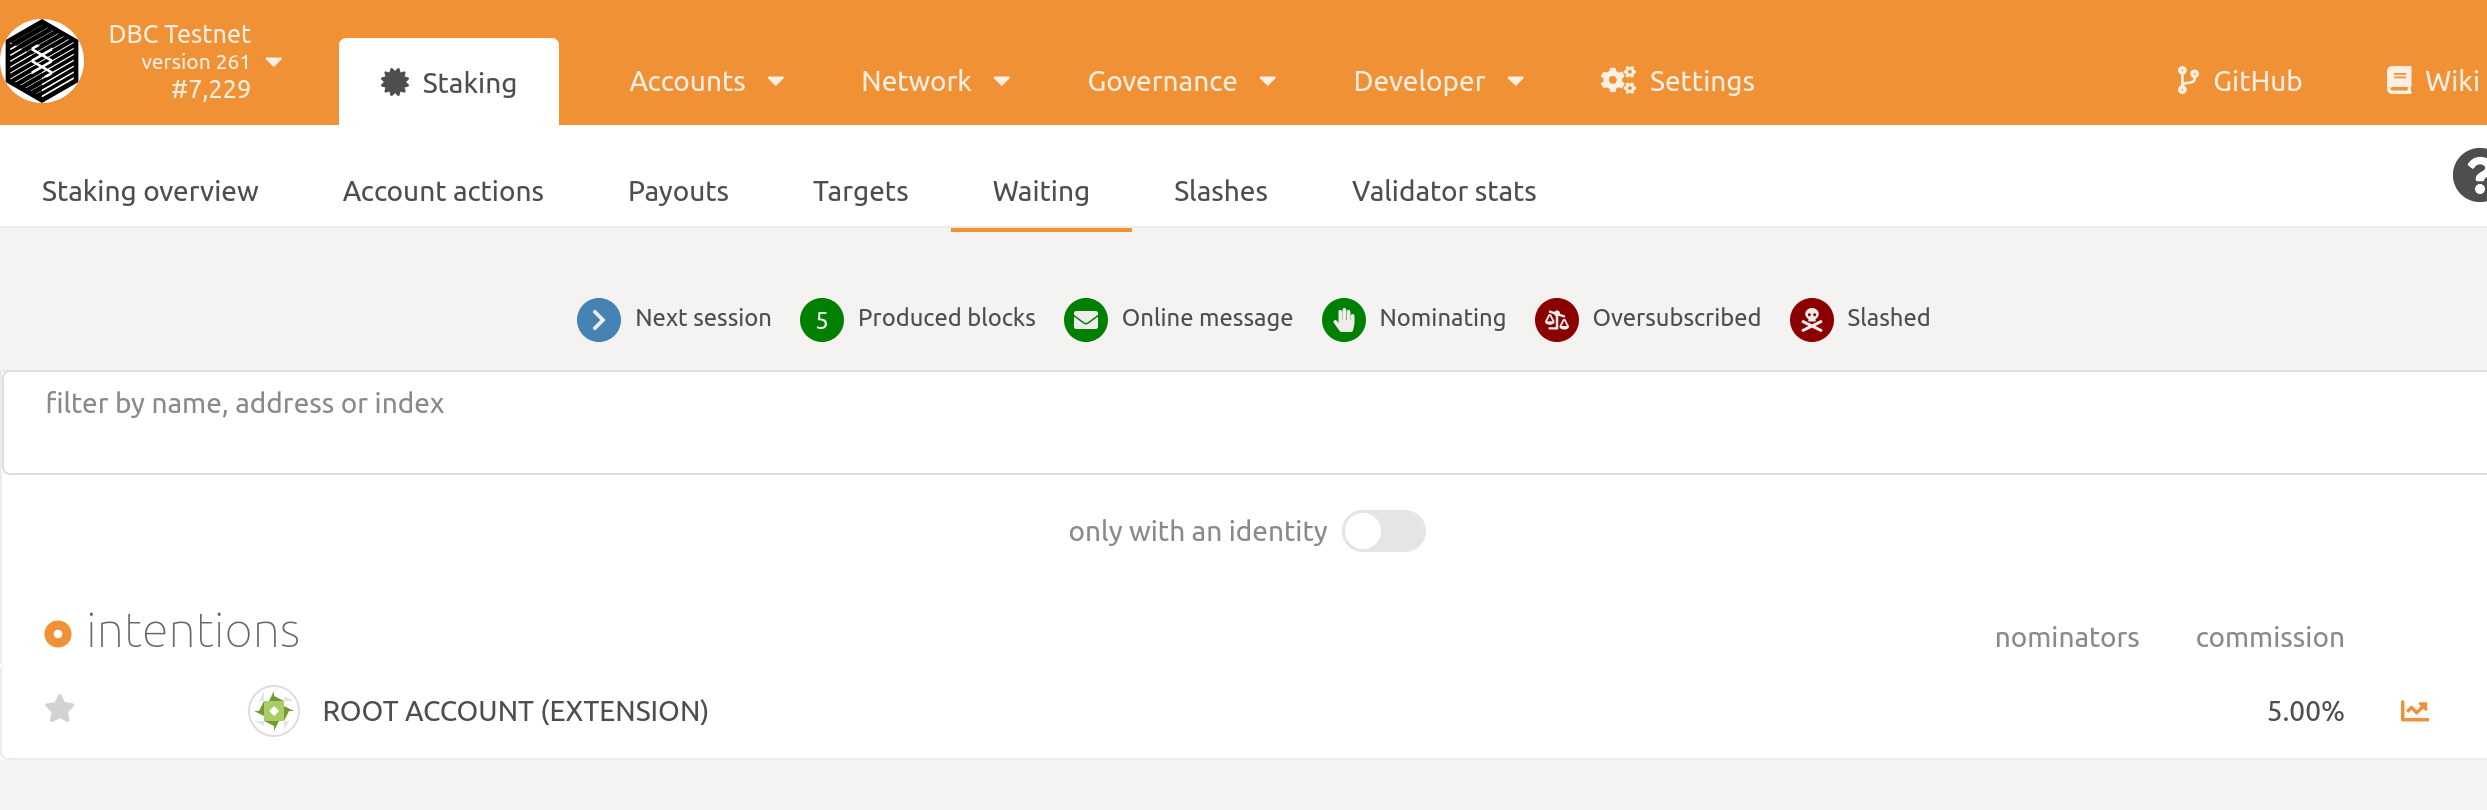 DBC Testnet
version 261
#7,229
Staking
Accounts
Network
Governance
Developer
Settings
GitHub
Wiki
Staking overview
Account actions
Payouts
Targets
Waiting
Slashes
Validator stats
?
Next session
5 Produced blocks
Online message
Nominating
Oversubscribed
Slashed
filter by name, address or index
only with an identity
intentions
nominators
commission
ROOT ACCOUNT (EXTENSION)
5.00%